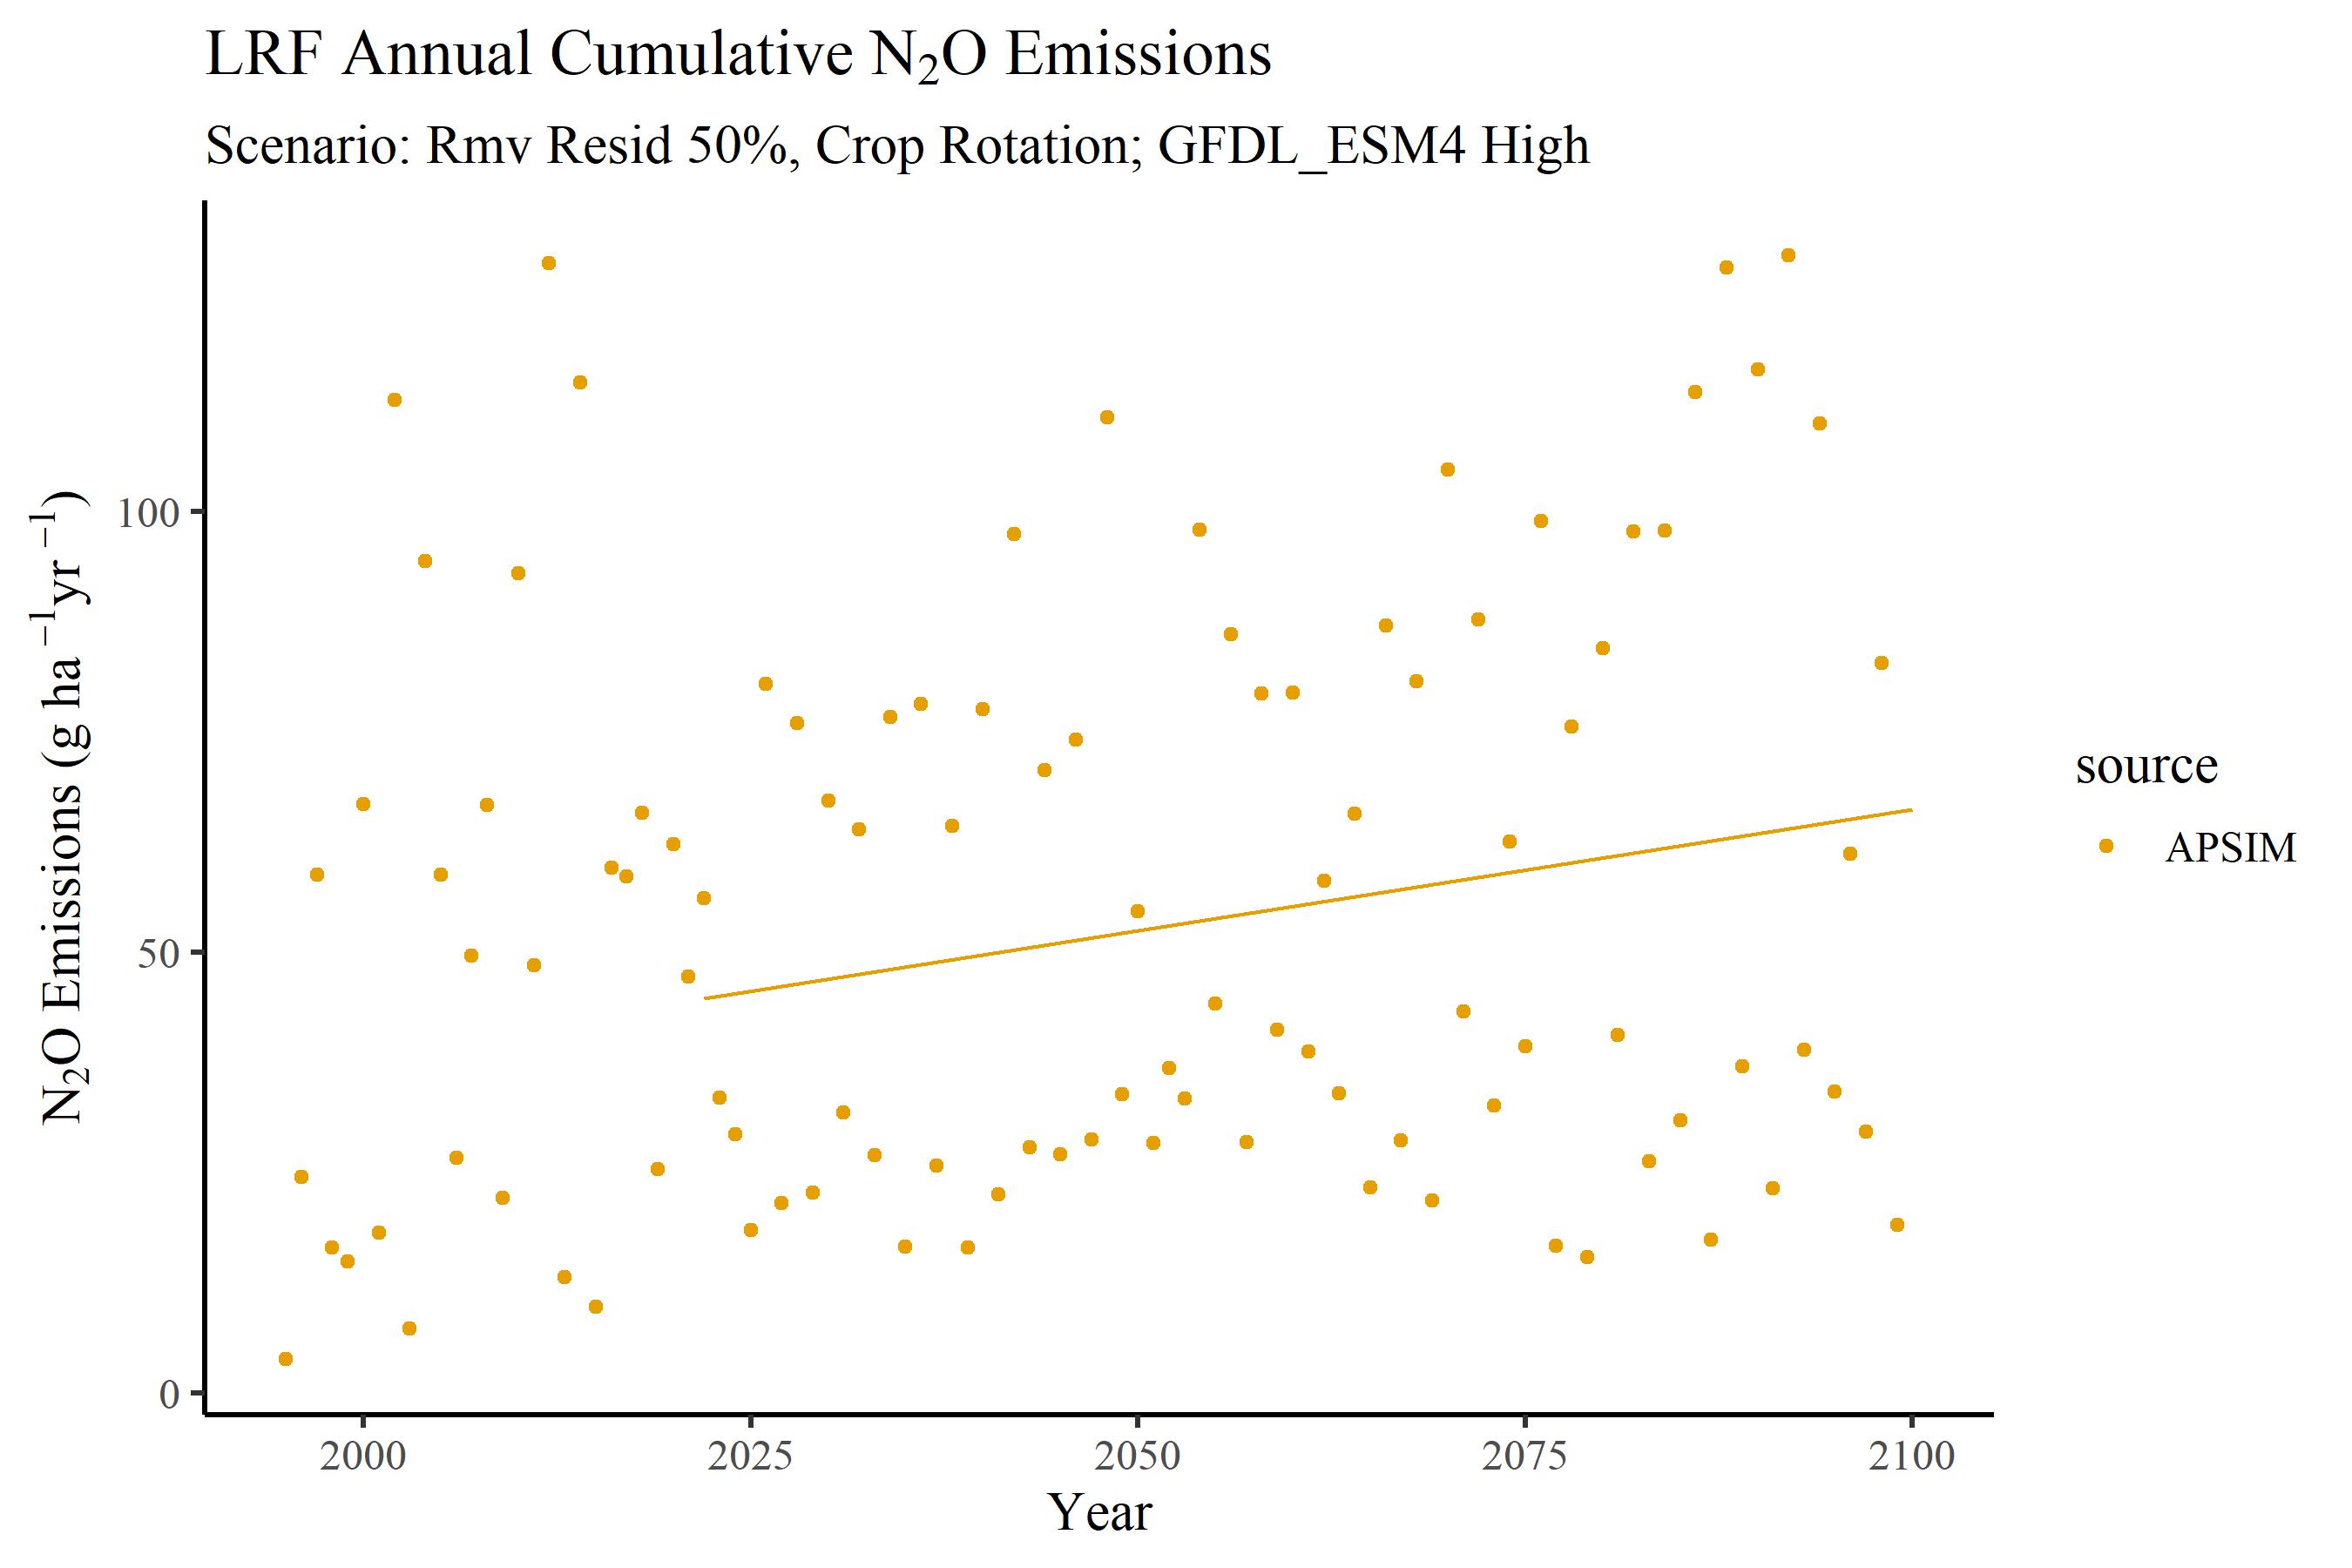 LRF Annual Cumulative N₂O Emissions
Scenario: Rmv Resid 50%, Crop Rotation; GFDL_ESM4 High
N₂O Emissions (g ha⁻¹yr⁻¹)
100
50
0
2000 2025 2050 2075 2100
Year
source
APSIM